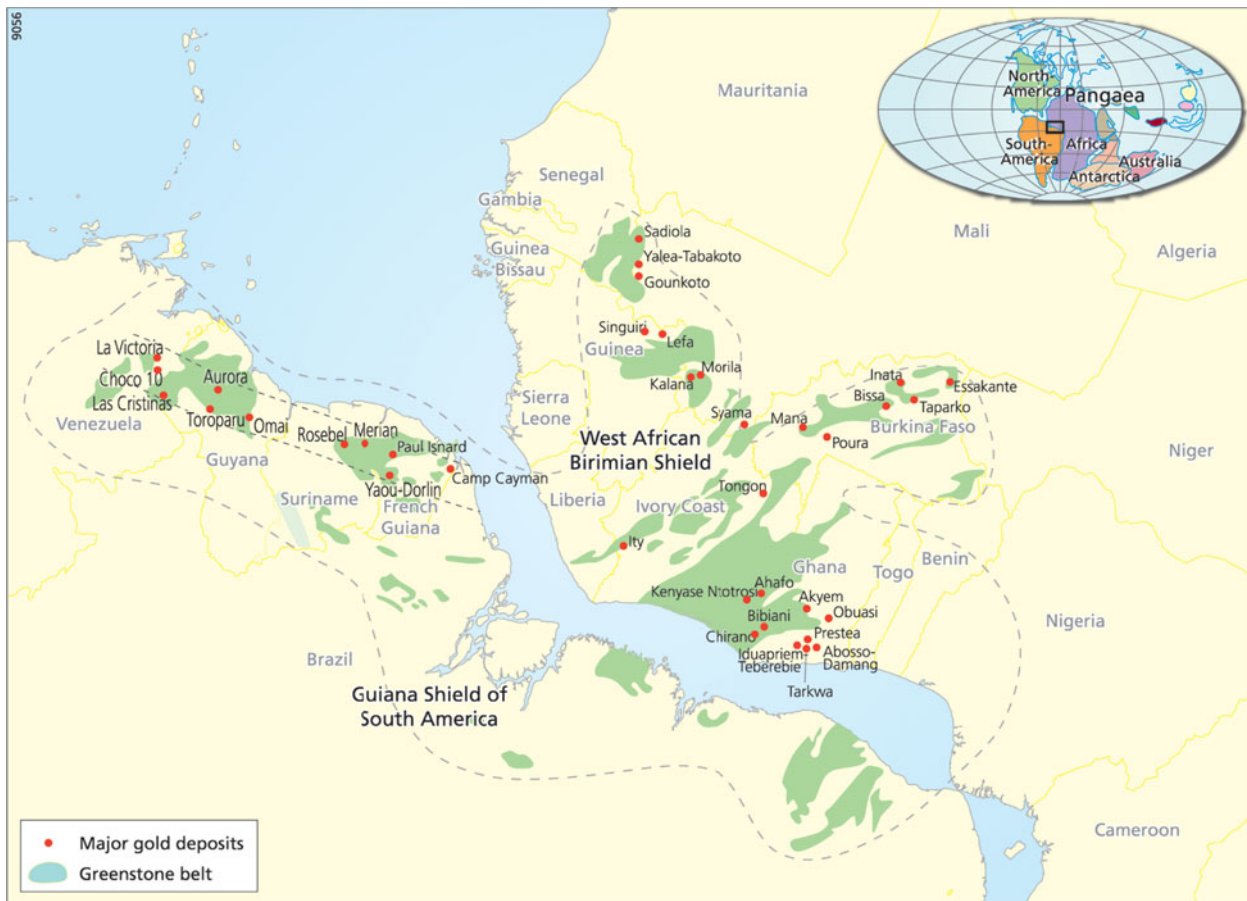 9056
North-
America
Pangaea
South-
America
Africa
Australia
Antarctica
Mauritania
Senegal
Gambia
Guinea
Bissau
Mali
Algeria
Sadiola
Yalea-Tabakoto
Gounkoto
Singuiri
Lefa
Guinea
Morila
Kalana
La Victoria
Choco 10
Aurora
Las Cristinas
Venezuela
Toroparu
Omai
Guyana
Rosebel
Merian
Paul Isnard
Camp Cayman
Yaou-Dorlin
Suriname
French
Guiana
Sierra
Leone
Syama
Mana
Inata
Essakante
Bissa
Taparko
Burkina Faso
Poura
Niger
West African
Birimian Shield
Liberia
Tongon
Ivory Coast
Ity
Ghana
Togo
Benin
Nigeria
Kenyase Ntotrosi
Ahafo
Akyem
Obuasi
Bibiani
Prestea
Chirano
Iduapriem-
Teberebie
Abosso-
Damang
Tarkwa
Brazil
Guiana Shield of
South America
Cameroon
Major gold deposits
Greenstone belt